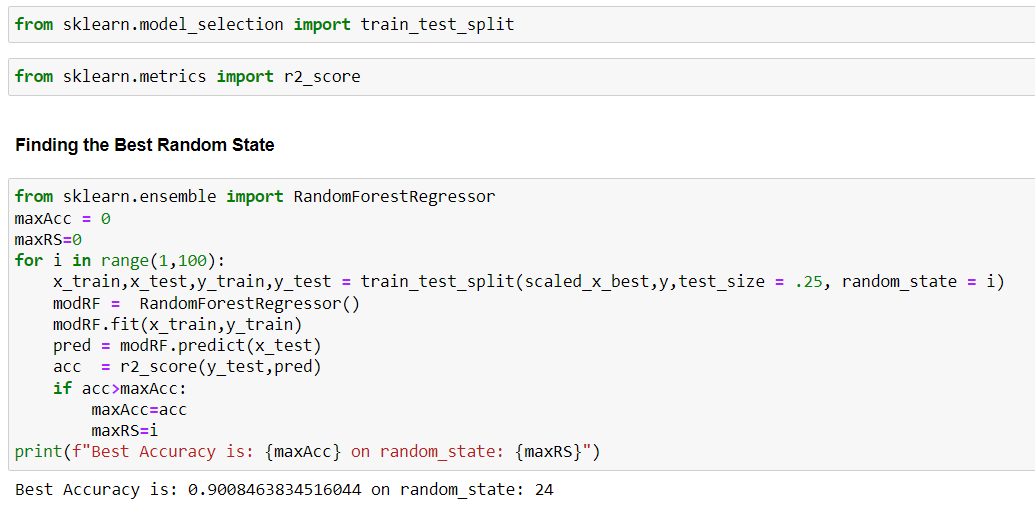 from sklearn.model_selection import train_test_split
from sklearn.metrics import r2_score
Finding the Best Random State
from sklearn.ensemble import RandomForestRegressor
maxAcc = 0
maxRS=0
for i in range(1,100):
    x_train,x_test,y_train,y_test = train_test_split(scaled_x_best,y,test_size = .25, random_state = i)
    modRF =  RandomForestRegressor()
    modRF.fit(x_train,y_train)
    pred = modRF.predict(x_test)
    acc  = r2_score(y_test,pred)
    if acc>maxAcc:
        maxAcc=acc
        maxRS=i
print(f"Best Accuracy is: {maxAcc} on random_state: {maxRS}")
Best Accuracy is: 0.9008463834516044 on random_state: 24